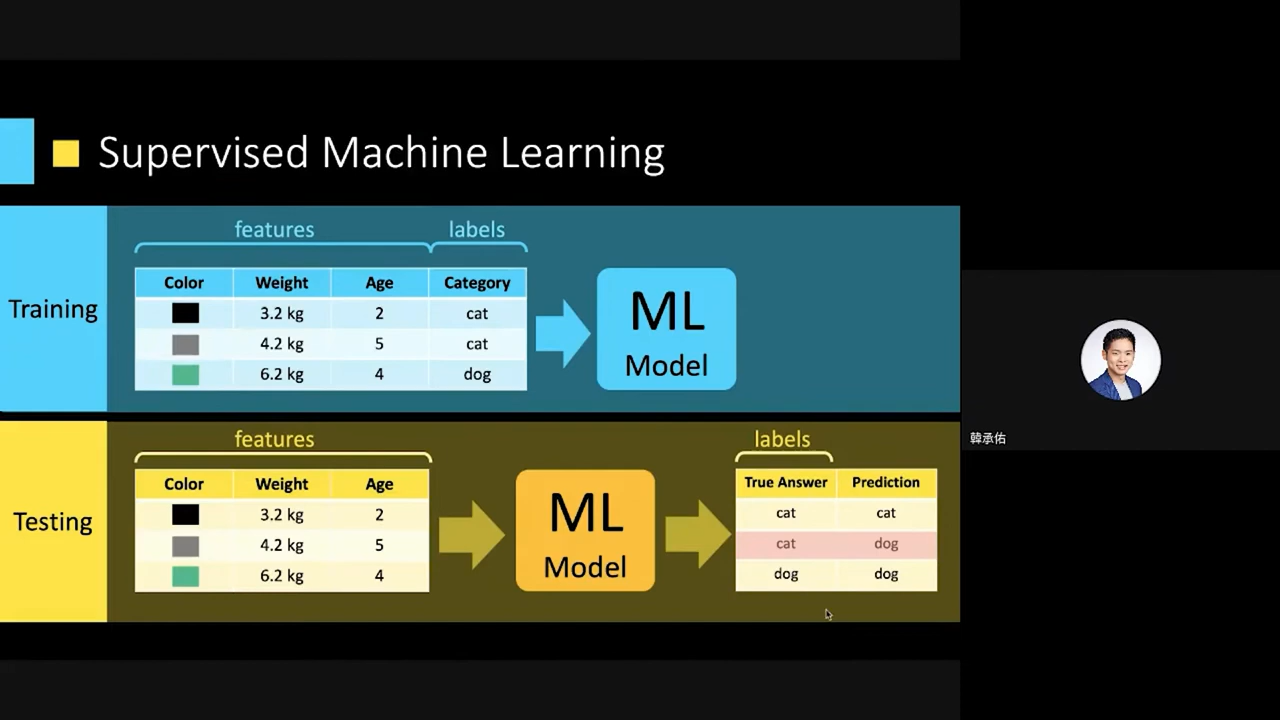 Supervised Machine Learning
Training
features labels
Color Weight Age Category
3.2 kg 2 cat
4.2 kg 5 cat
6.2 kg 4 dog
ML
Model
Testing
features
Color Weight Age
3.2 kg 2
4.2 kg 5
6.2 kg 4
ML
Model
labels
True Answer Prediction
cat cat
cat dog
dog dog
韓承佑